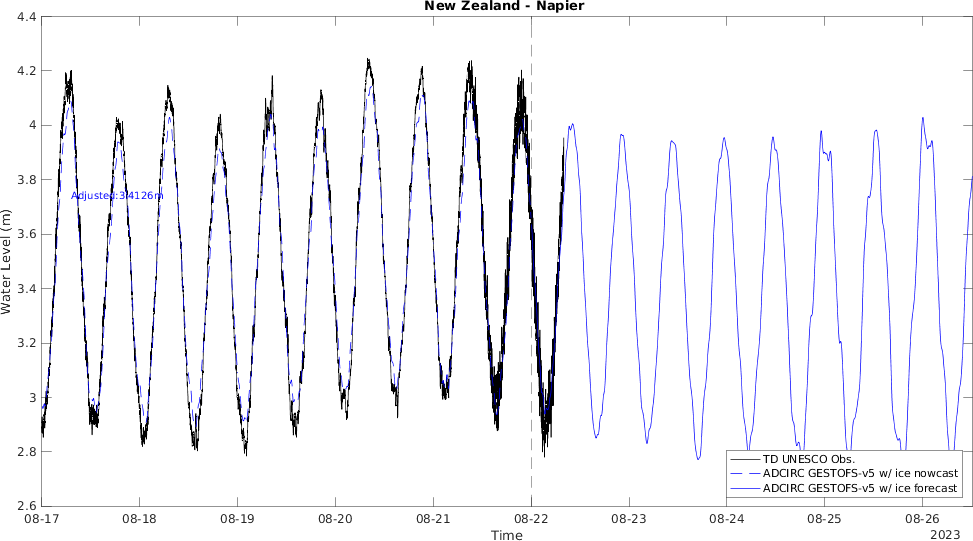 New Zealand - Napier
4.4
4.2
4
3.8
3.6
3.4
3.2
3
2.8
2.6
Water Level (m)
Adjusted:3.4126m
TD UNESCO Obs.
ADCIRC GESTOFS-v5 w/ ice nowcast
ADCIRC GESTOFS-v5 w/ ice forecast
08-17 08-18 08-19 08-20 08-21 08-22 08-23 08-24 08-25 08-26
Time
2023